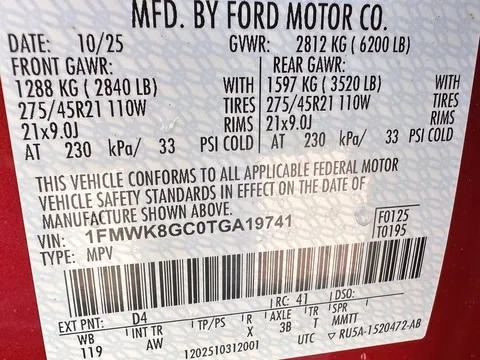 MFD. BY FORD MOTOR CO.
DATE: 10/25 GVWR: 2812 KG (6200 LB)
FRONT GAWR: REAR GAWR:
1288 KG (2840 LB) WITH 1597 KG (3520 LB) WITH
275/45R21 110W TIRES 275/45R21 110W TIRES
21x9.0J RIMS 21x9.0J RIMS
AT 230 kPa/ 33 PSI COLD AT 230 kPa/ 33 PSI COLD
THIS VEHICLE CONFORMS TO ALL APPLICABLE FEDERAL MOTOR
VEHICLE SAFETY STANDARDS IN EFFECT ON THE DATE OF
MANUFACTURE SHOWN ABOVE.
VIN: 1FMWK8GC0TGA19741 F0125
TYPE: MPV T0195
EXT PNT: D4 RC: 41 DSO:
WB INT TR TP/PS R AXLE TR SPR
119 AW X 3B T MMTT
1202510312001 UTC ▽ RU5A-1520472-AB